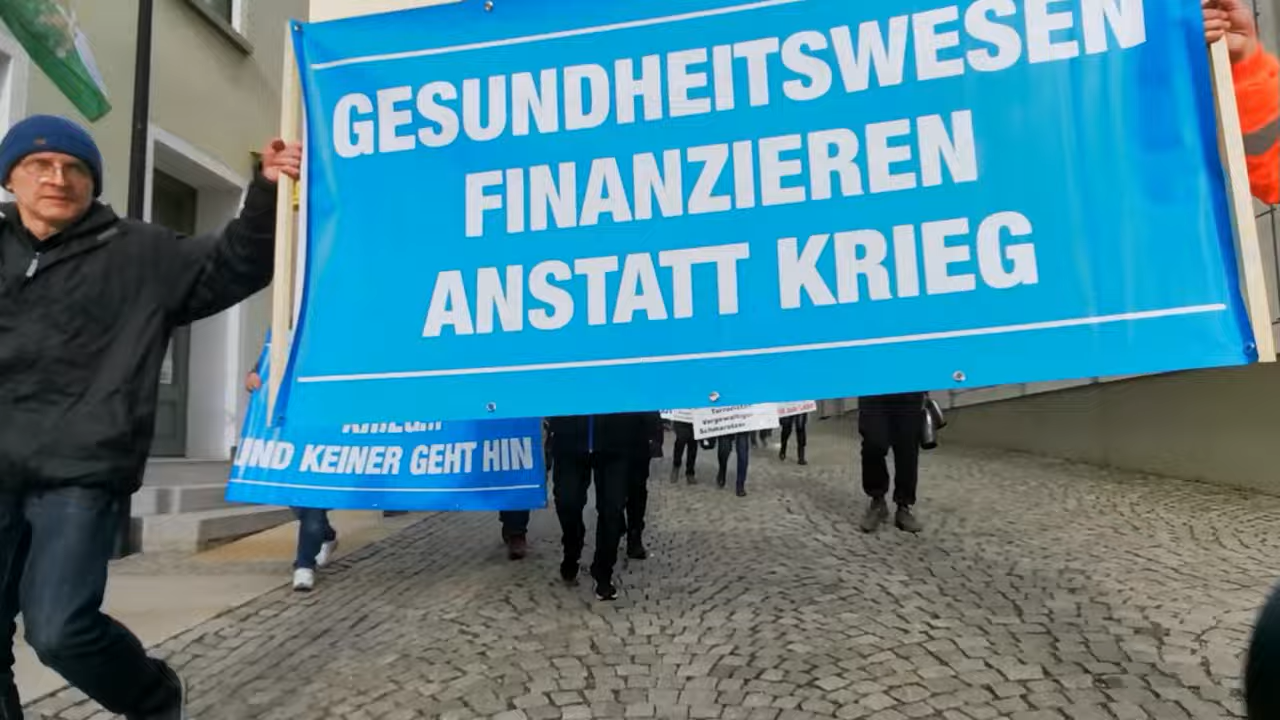 GESUNDHEITSWESEN
FINANZIEREN
ANSTATT KRIEG
UND KEINER GEHT HIN